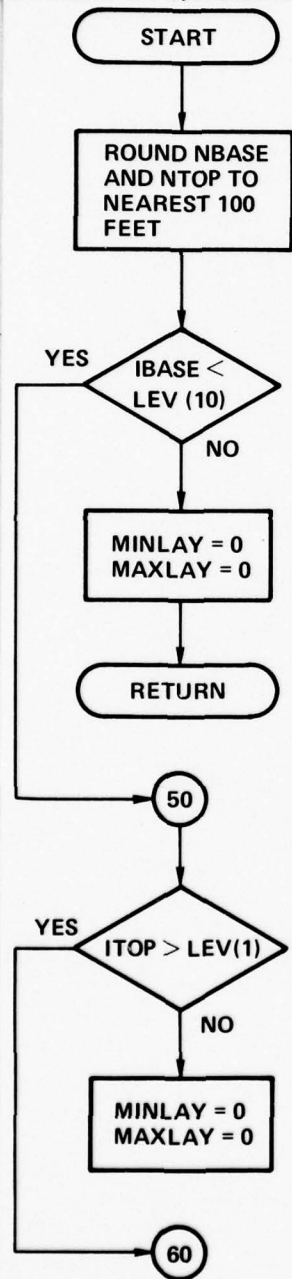 START
ROUND NBASE
AND NTOP TO
NEAREST 100
FEET
YES
IBASE <
LEV (10)
NO
MINLAY = 0
MAXLAY = 0
RETURN
50
YES
ITOP > LEV(1)
NO
MINLAY = 0
MAXLAY = 0
60